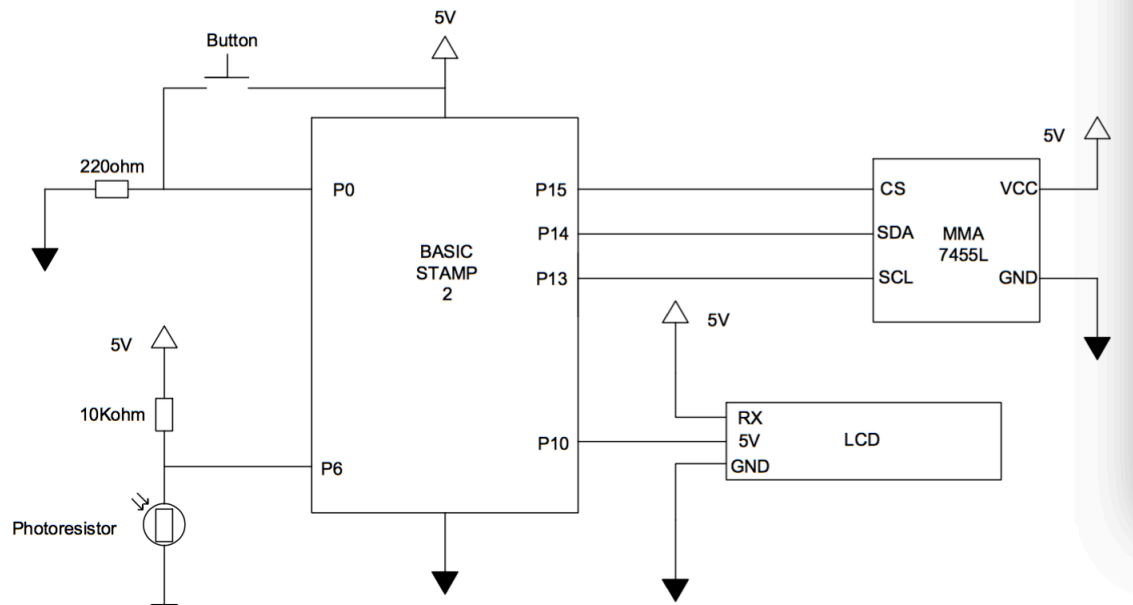 5V
Button
5V
220ohm
P0
P15
CS
VCC
BASIC
STAMP
2
P14
SDA
MMA
7455L
P13
SCL
GND
5V
5V
10Kohm
RX
P10
5V
LCD
P6
GND
Photoresistor